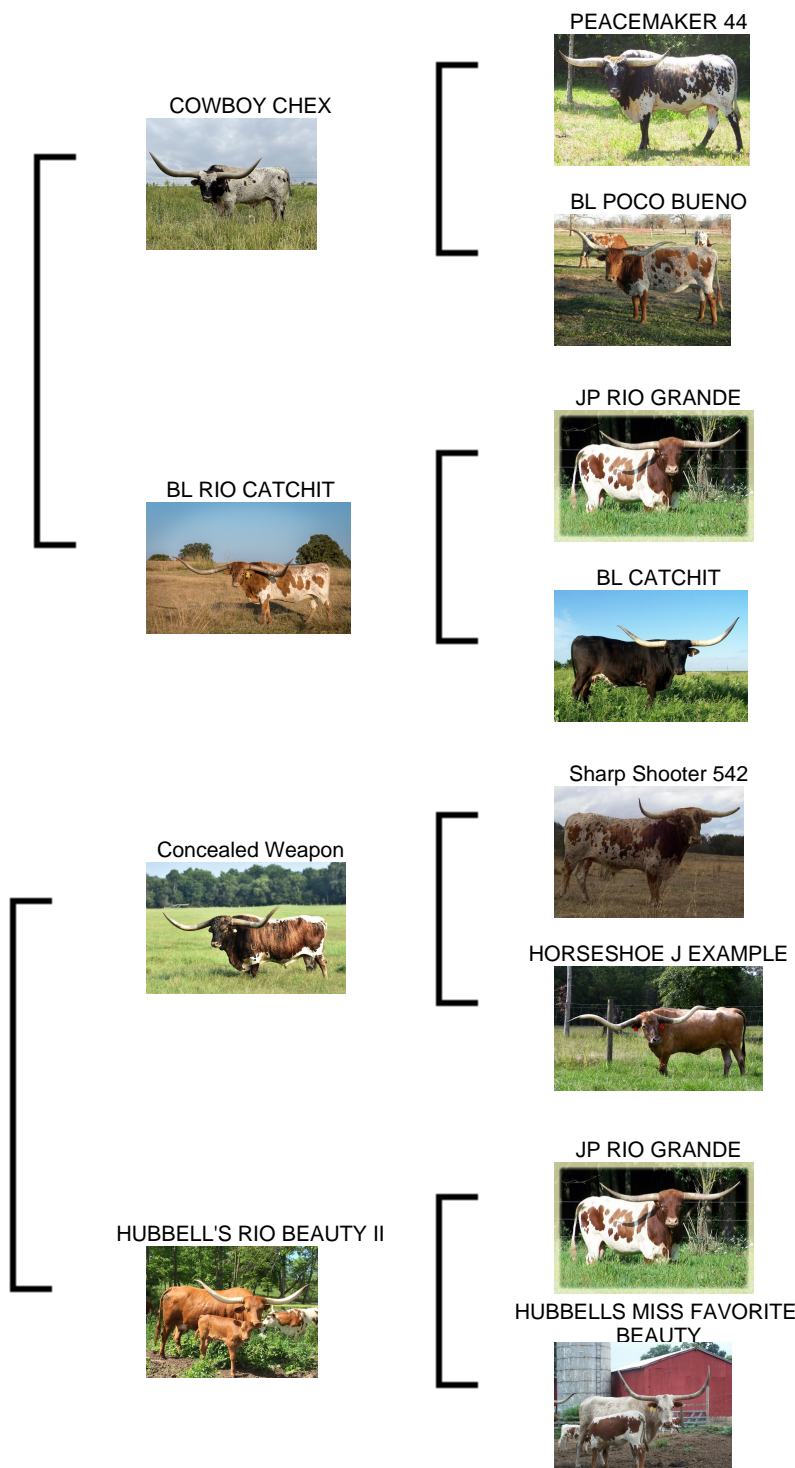 PEACEMAKER 44
COWBOY CHEX
BL POCO BUENO
JP RIO GRANDE
BL RIO CATCHIT
BL CATCHIT
Sharp Shooter 542
Concealed Weapon
HORSESHOE J EXAMPLE
JP RIO GRANDE
HUBBELL'S RIO BEAUTY II
HUBBELLS MISS FAVORITE
BEAUTY